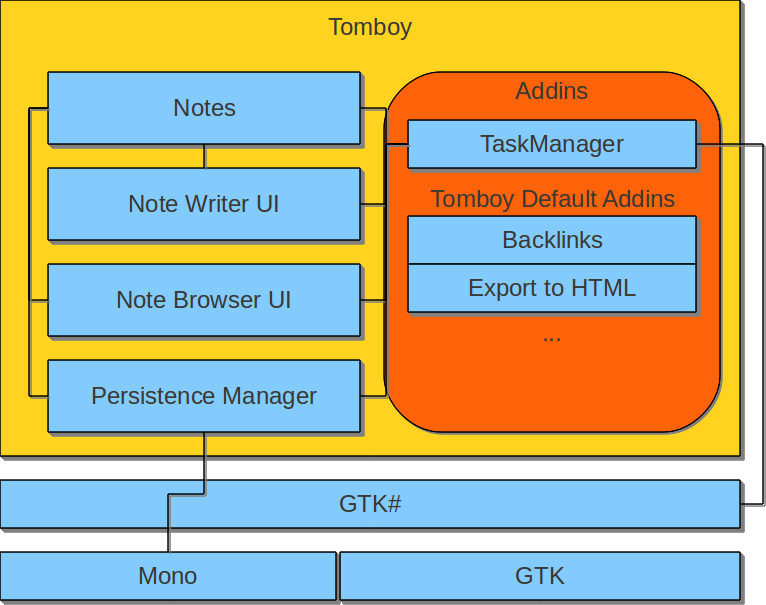 Tomboy
Notes
Note Writer UI
Note Browser UI
Persistence Manager
Addins
TaskManager
Tomboy Default Addins
Backlinks
Export to HTML
...
GTK#
Mono
GTK